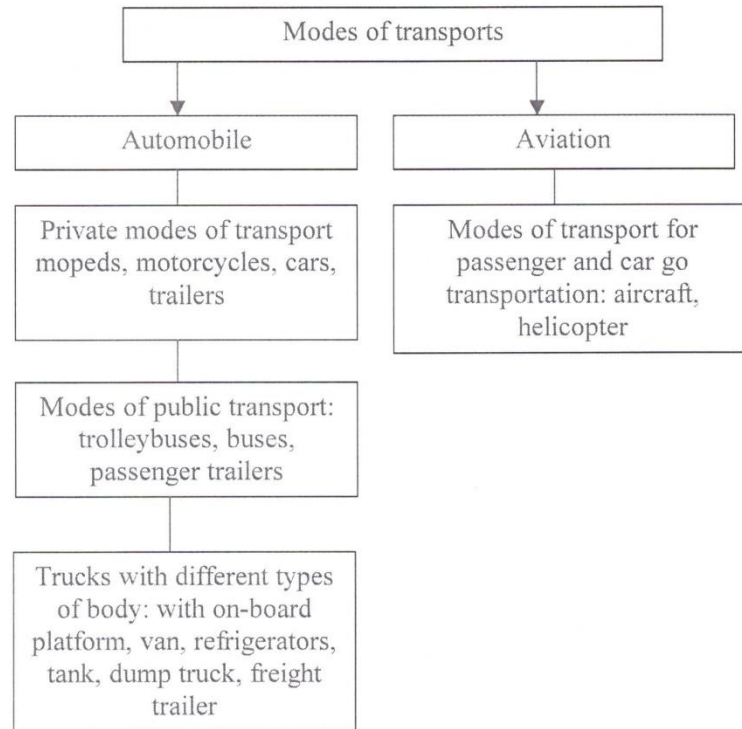 Modes of transports
Automobile
Aviation
Private modes of transport
mopeds, motorcycles, cars,
trailers
Modes of transport for
passenger and car go
transportation: aircraft,
helicopter
Modes of public transport:
trolleybuses, buses,
passenger trailers
Trucks with different types
of body: with on-board
platform, van, refrigerators,
tank, dump truck, freight
trailer